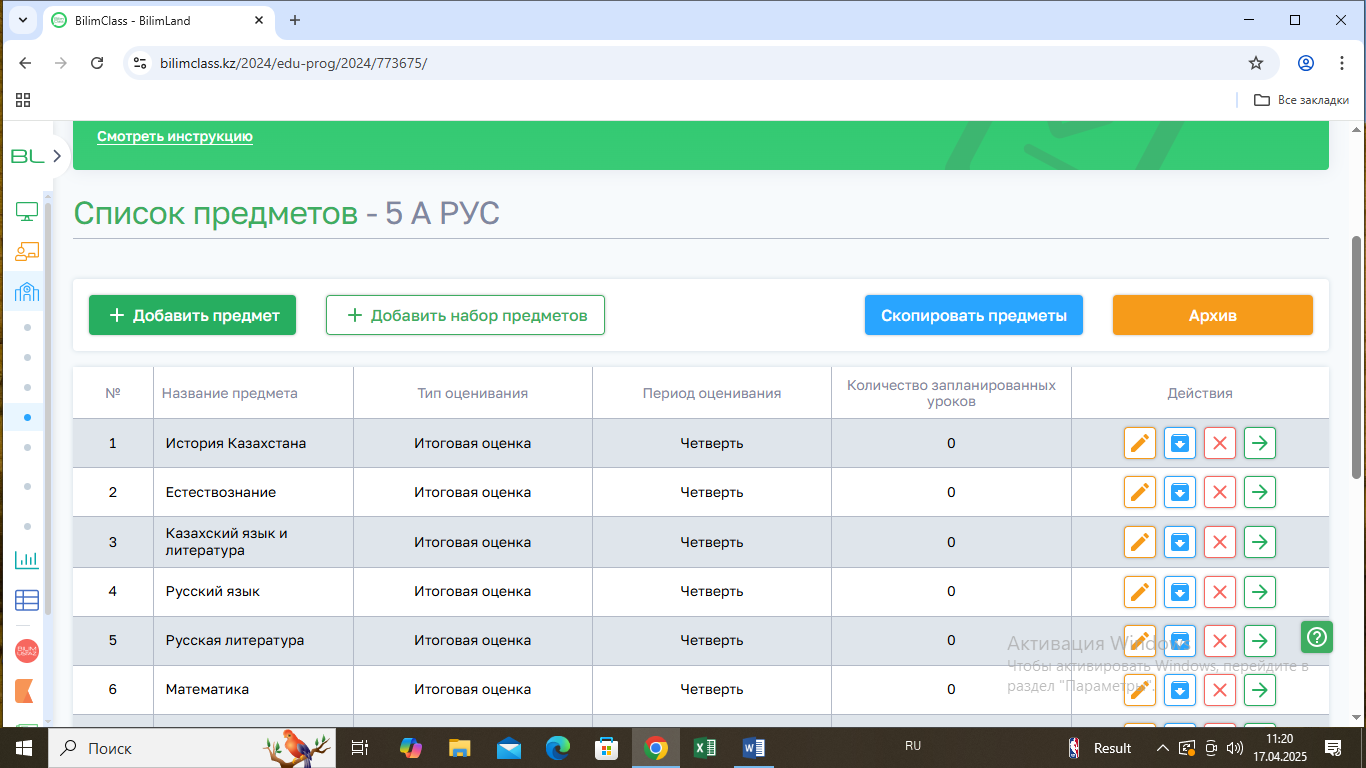 BilimClass - BilimLand
bilimclass.kz/2024/edu-prog/2024/773675/
Все закладки
Смотреть инструкцию
BL
Список предметов - 5 А РУС
+ Добавить предмет
+ Добавить набор предметов
Скопировать предметы
Архив
№ Название предмета Тип оценивания Период оценивания Количество запланированных уроков Действия
1 История Казахстана Итоговая оценка Четверть 0
2 Естествознание Итоговая оценка Четверть 0
3 Казахский язык и литература Итоговая оценка Четверть 0
4 Русский язык Итоговая оценка Четверть 0
5 Русская литература Итоговая оценка Четверть 0
6 Математика Итоговая оценка Четверть 0
Активация Windows
Чтобы активировать Windows, перейдите в
раздел "Параметры".
Поиск
RU
Result
11:20
17.04.2025